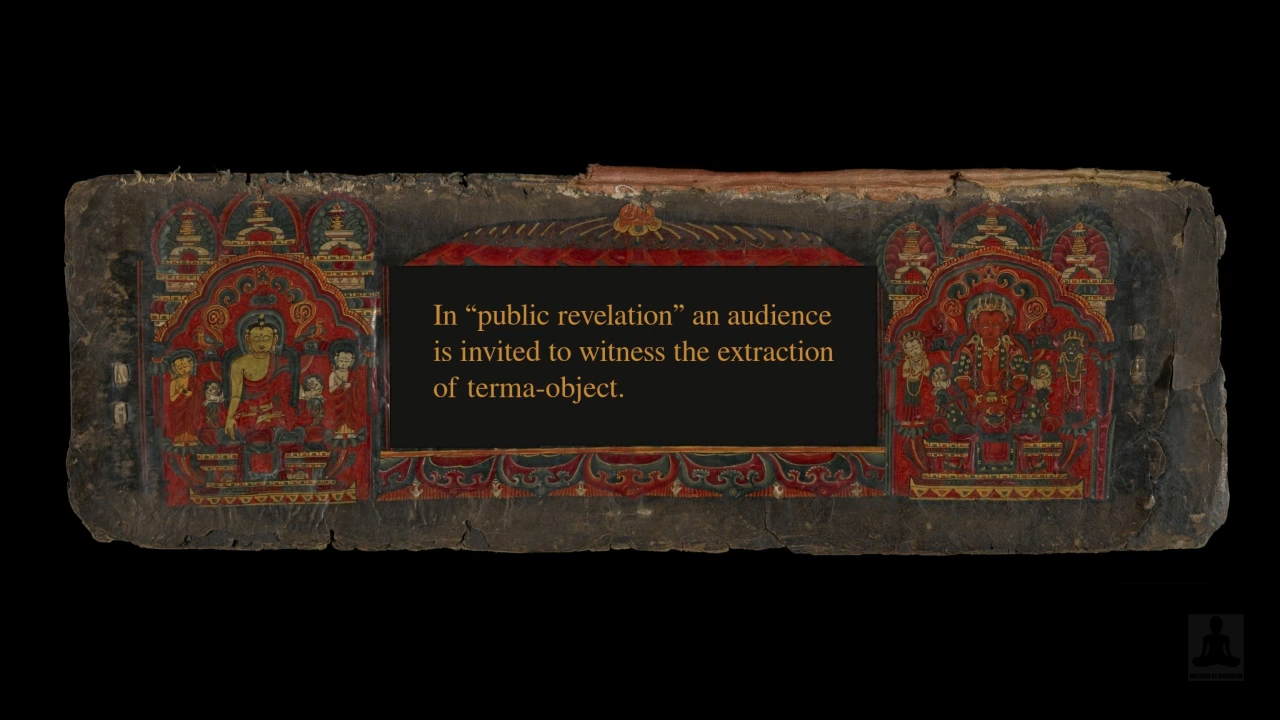 In “public revelation” an audience
is invited to witness the extraction
of terma-object.